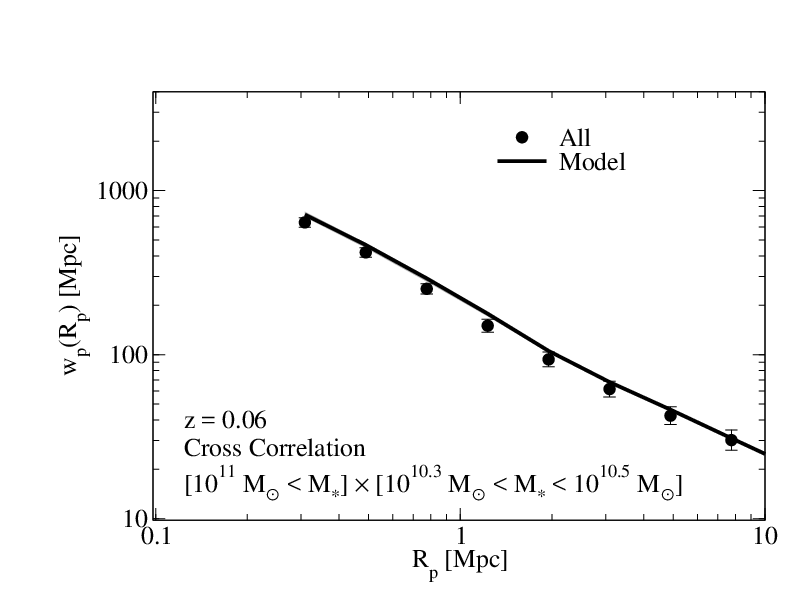 All
Model
1000
100
10
w_p(R_p) [Mpc]
z = 0.06
Cross Correlation
[10^11 M_⊙ < M_*] × [10^10.3 M_⊙ < M_* < 10^10.5 M_⊙]
0.1 1 10
R_p [Mpc]